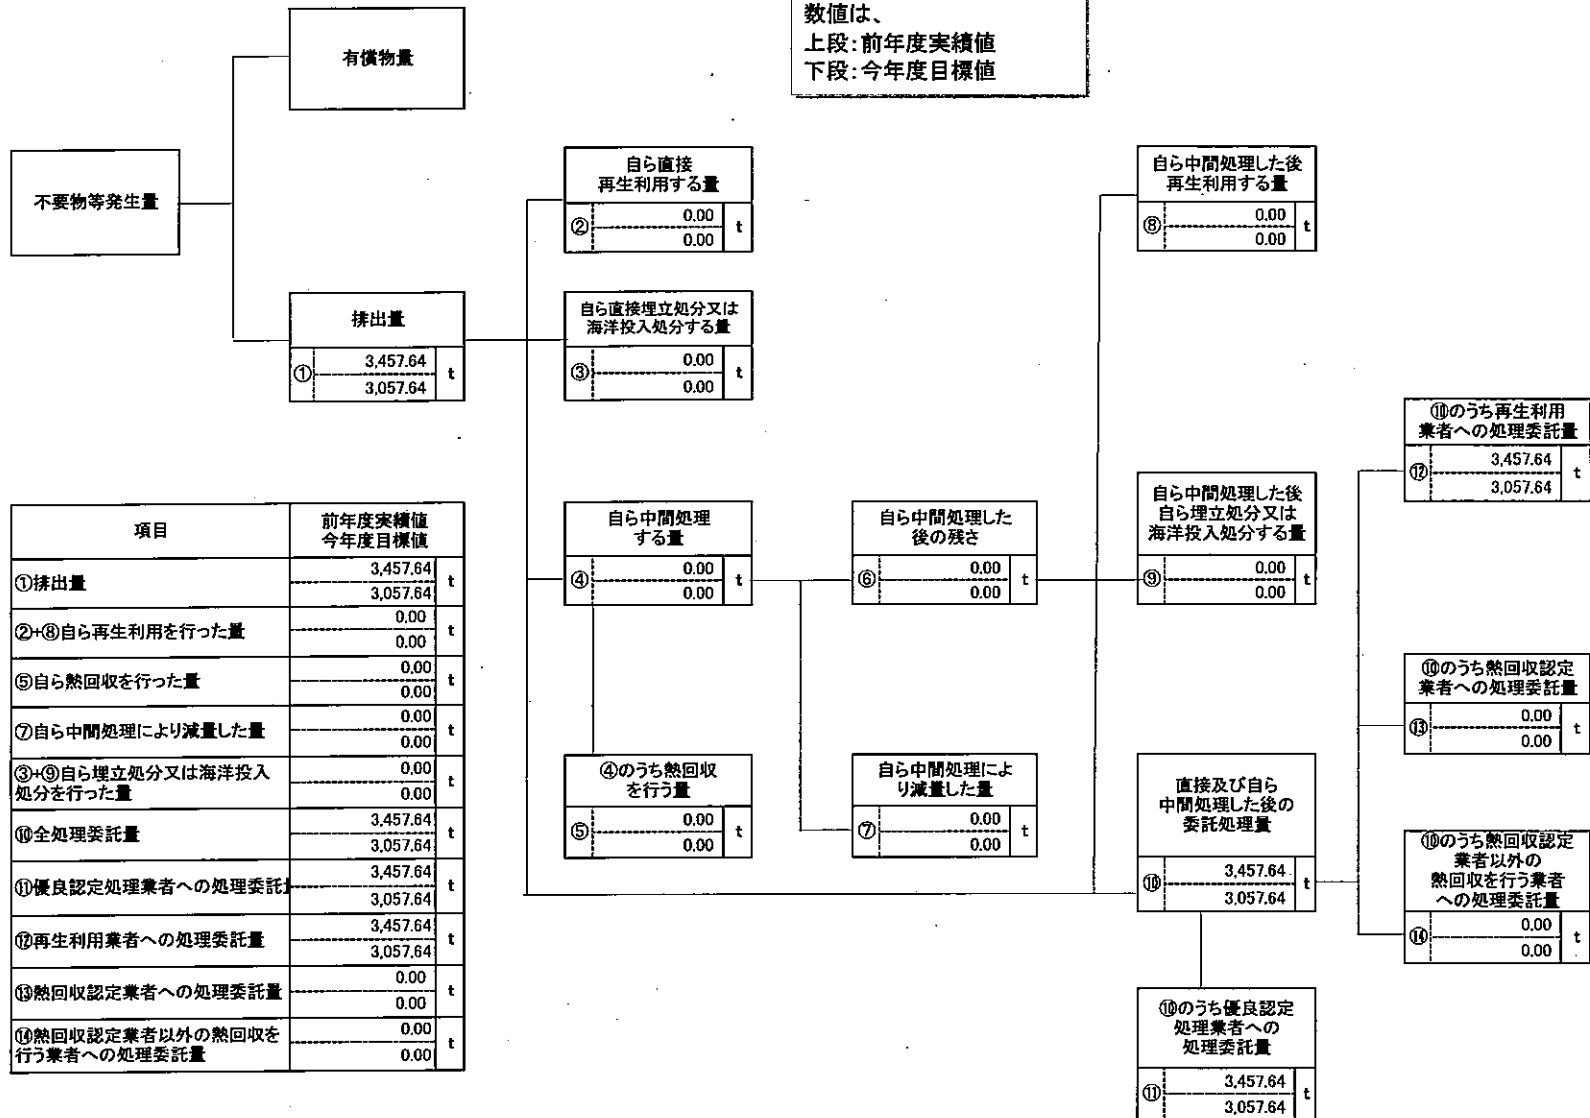 数値は、
上段：前年度実績値
下段：今年度目標値
有償物量
不要物等発生量
排出量
① 3,457.64 t
3,057.64
自ら直接
再生利用する量
② 0.00 t
0.00
自ら直接埋立処分又は
海洋投入処分する量
③ 0.00 t
0.00
自ら中間処理
する量
④ 0.00 t
0.00
④のうち熱回収
を行う量
⑤ 0.00 t
0.00
自ら中間処理した
後の残さ
⑥ 0.00 t
0.00
自ら中間処理によ
り減量した量
⑦ 0.00 t
0.00
自ら中間処理した後
再生利用する量
⑧ 0.00 t
0.00
自ら中間処理した後
自ら埋立処分又は
海洋投入処分する量
⑨ 0.00 t
0.00
直接及び自ら
中間処理した後の
委託処理量
⑩ 3,457.64 t
3,057.64
⑩のうち優良認定
処理業者への
処理委託量
⑪ 3,457.64 t
3,057.64
⑩のうち再生利用
業者への処理委託量
⑫ 3,457.64 t
3,057.64
⑩のうち熱回収認定
業者への処理委託量
⑬ 0.00 t
0.00
⑩のうち熱回収認定
業者以外の
熱回収を行う業者
への処理委託量
⑭ 0.00 t
0.00
項目 前年度実績値
今年度目標値
①排出量 3,457.64 t
3,057.64
②+⑧自ら再生利用を行った量 0.00 t
0.00
⑤自ら熱回収を行った量 0.00 t
0.00
⑦自ら中間処理により減量した量 0.00 t
0.00
③+⑨自ら埋立処分又は海洋投入 0.00 t
処分を行った量 0.00
⑩全処理委託量 3,457.64 t
3,057.64
⑪優良認定処理業者への処理委託 3,457.64 t
3,057.64
⑫再生利用業者への処理委託量 3,457.64 t
3,057.64
⑬熱回収認定業者への処理委託量 0.00 t
0.00
⑭熱回収認定業者以外の熱回収を 0.00 t
行う業者への処理委託量 0.00